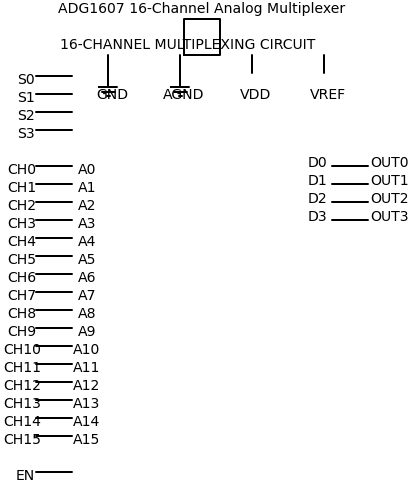 ADG1607 16-Channel Analog Multiplexer
16-CHANNEL MULTIPLEXING CIRCUIT
S0
GND AGND VDD VREF
S1
S2
S3
D0 OUT0
CH0 A0
D1 OUT1
CH1 A1
D2 OUT2
CH2 A2
D3 OUT3
CH3 A3
CH4 A4
CH5 A5
CH6 A6
CH7 A7
CH8 A8
CH9 A9
CH10 A10
CH11 A11
CH12 A12
CH13 A13
CH14 A14
CH15 A15
EN